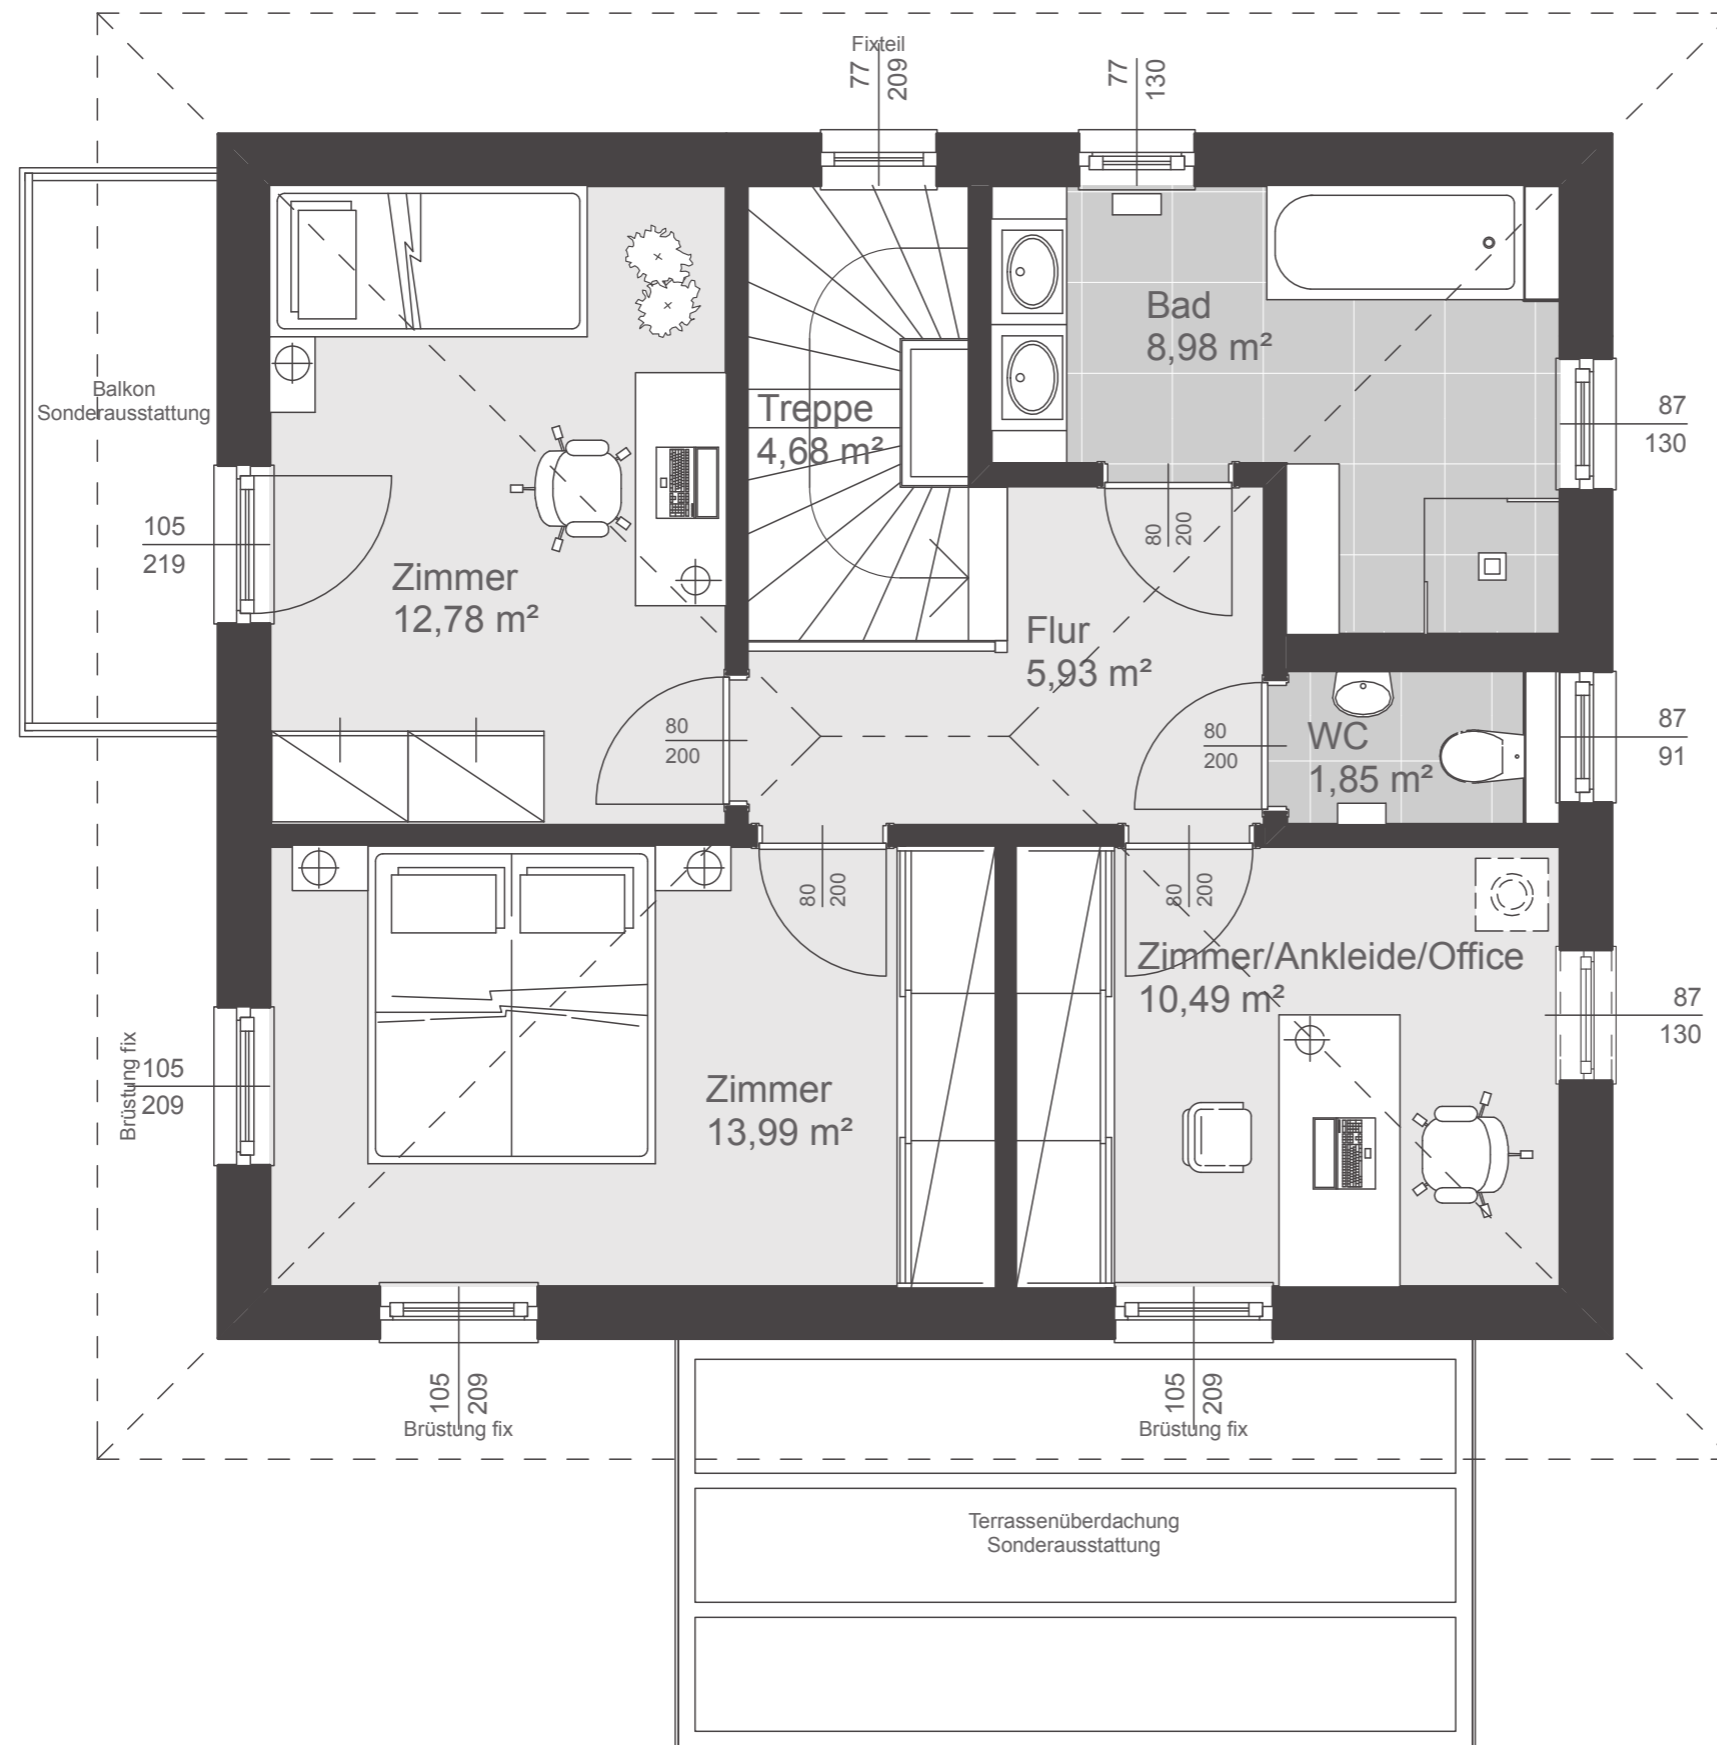 Fixteil
77
209
77
130
Bad
8,98 m²
Balkon
Sonderausstattung
Treppe
4,68 m²
87
130
105
219
80
200
Zimmer
12,78 m²
Flur
5,93 m²
80
200
80
200
WC
1,85 m²
87
91
80
200
80
200
Zimmer/Ankleide/Office
10,49 m²
87
130
Brüstung fix
105
209
Zimmer
13,99 m²
105
209
Brüstung fix
105
209
Brüstung fix
Terrassenüberdachung
Sonderausstattung